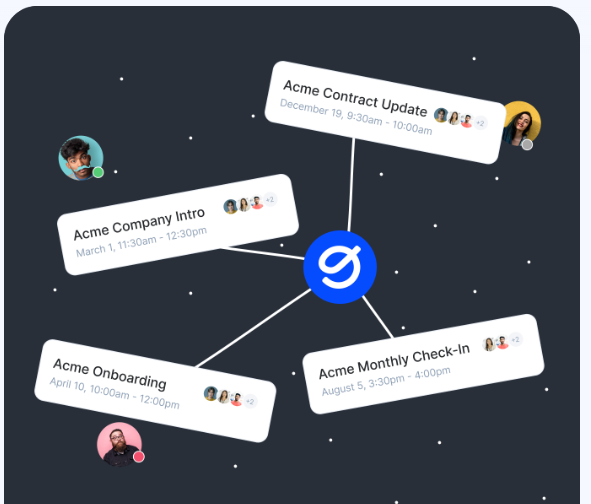 Acme Contract Update +2
December 19, 9:30am - 10:00am
Acme Company Intro +2
March 1, 11:30am - 12:30pm
Acme Onboarding +2
April 10, 10:00am - 12:00pm
Acme Monthly Check-In +2
August 5, 3:30pm - 4:00pm